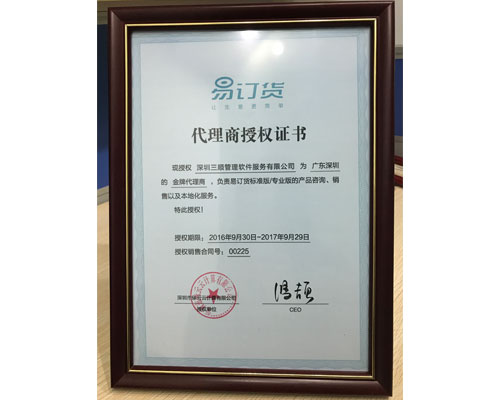 易订货
让生意更简单
代理商授权证书
现授权 深圳三顺管理软件服务有限公司 为 广东深圳
的 金牌代理商 ，负责易订货标准版/专业版的产品咨询、销
售以及本地化服务。
特此授权！
授权期限： 2016年9月30日-2017年9月29日
授权销售合同号： 00225
授权单位
CEO